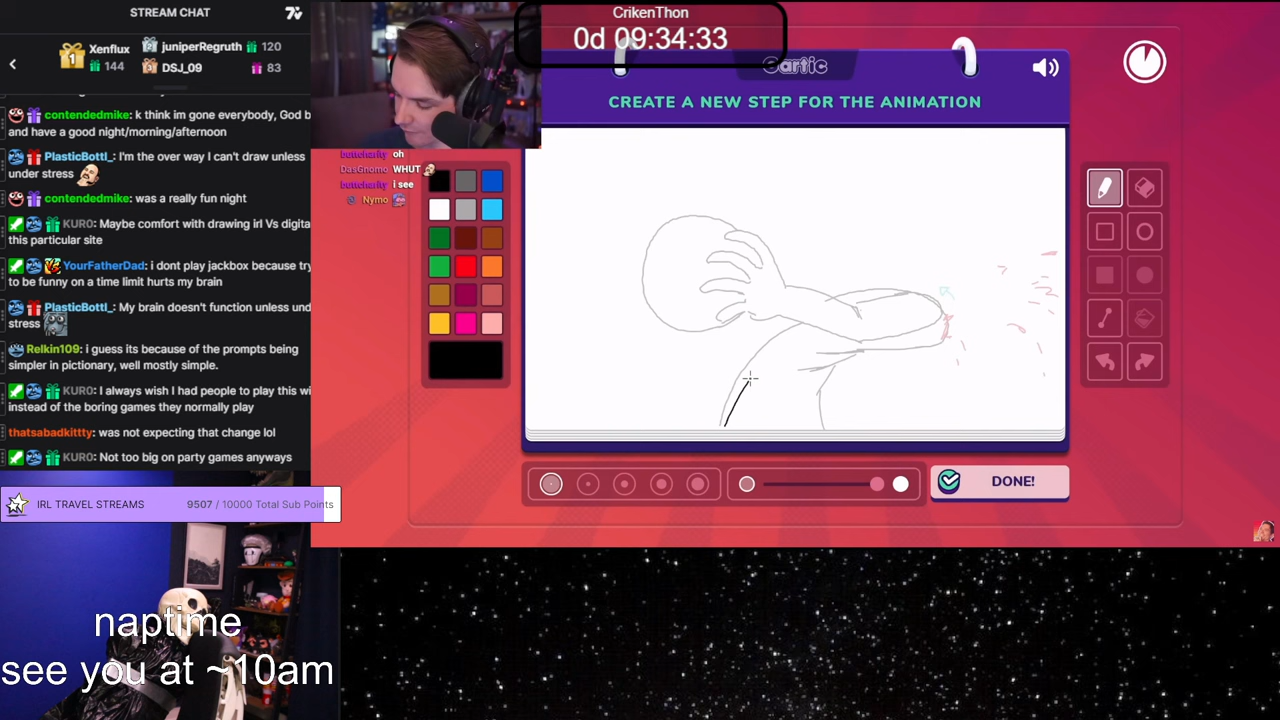 STREAM CHAT
Xenflux
144
juniperRegruth 120
DSJ_09 83
contendedmike: k think im gone everybody, God b
and have a good night/morning/afternoon
PlasticBottl_: I'm the over way I can't draw unless
under stress
contendedmike: was a really fun night
KUR0: Maybe comfort with drawing irl Vs digita
this particular site
YourFatherDad: i dont play jackbox because try
to be funny on a time limit hurts my brain
PlasticBottl_: My brain doesn't function unless und
stress
Relkin109: i guess its because of the prompts being
simpler in pictionary, well mostly simple.
KUR0: I always wish I had people to play this wi
instead of the boring games they normally play
thatsabadkittty: was not expecting that change lol
KUR0: Not too big on party games anyways
IRL TRAVEL STREAMS 9507 / 10000 Total Sub Points
naptime
see you at ~10am
CrikenThon
0d 09:34:33
buttcharity oh
DasGnomo WHUT
buttcharity i see
Nymo
Gartic
CREATE A NEW STEP FOR THE ANIMATION
DONE!